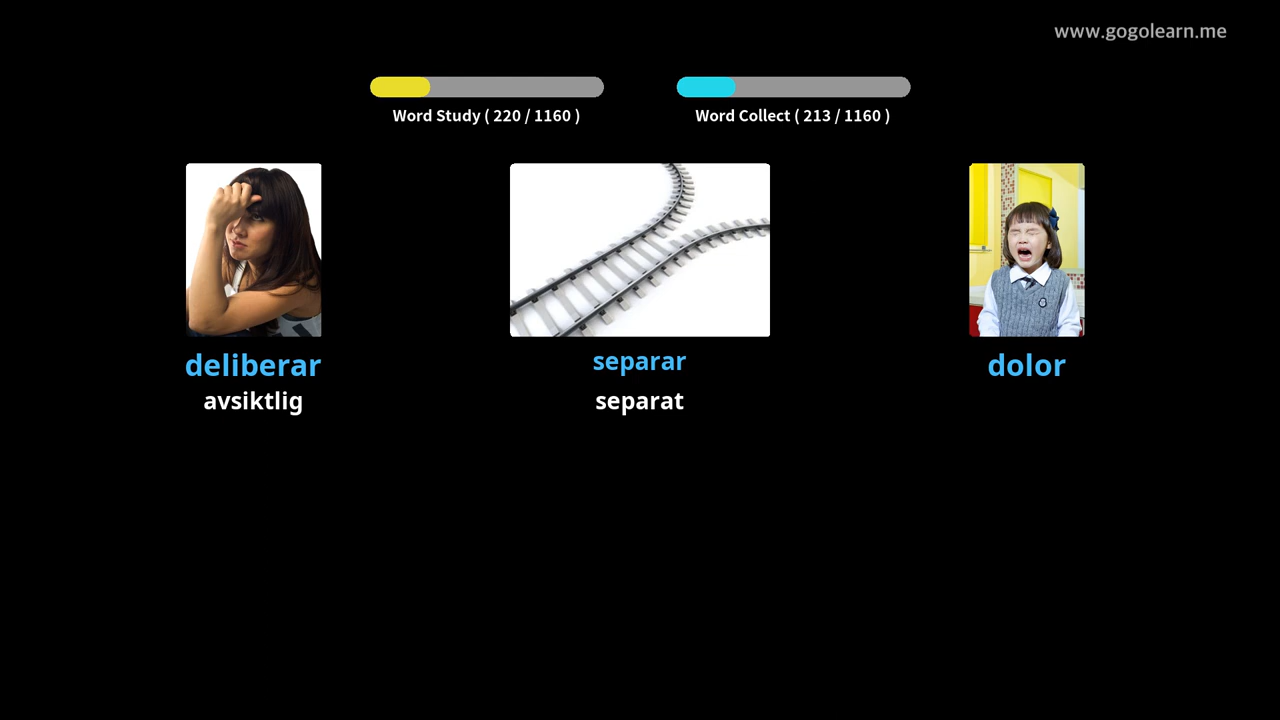 www.gogolearn.me
Word Study ( 220 / 1160 )
Word Collect ( 213 / 1160 )
deliberar
avsiktlig
separar
separat
dolor